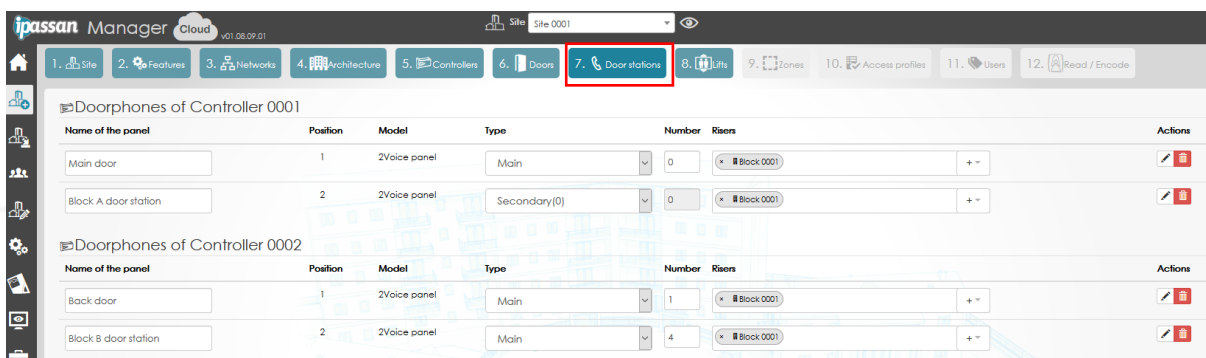 ipassan Manager Cloud v01.08.09.01 Site Site 0001
1. Site 2. Features 3. Networks 4. Architecture 5. Controllers 6. Doors 7. Door stations 8. Lifts 9. Zones 10. Access profiles 11. Users 12. Read / Encode
Doorphones of Controller 0001
Name of the panel Position Model Type Number Risers Actions
Main door 1 2Voice panel Main 0 × Block 0001 +
Block A door station 2 2Voice panel Secondary(0) 0 × Block 0001 +
Doorphones of Controller 0002
Name of the panel Position Model Type Number Risers Actions
Back door 1 2Voice panel Main 1 × Block 0001 +
Block B door station 2 2Voice panel Main 4 × Block 0001 +